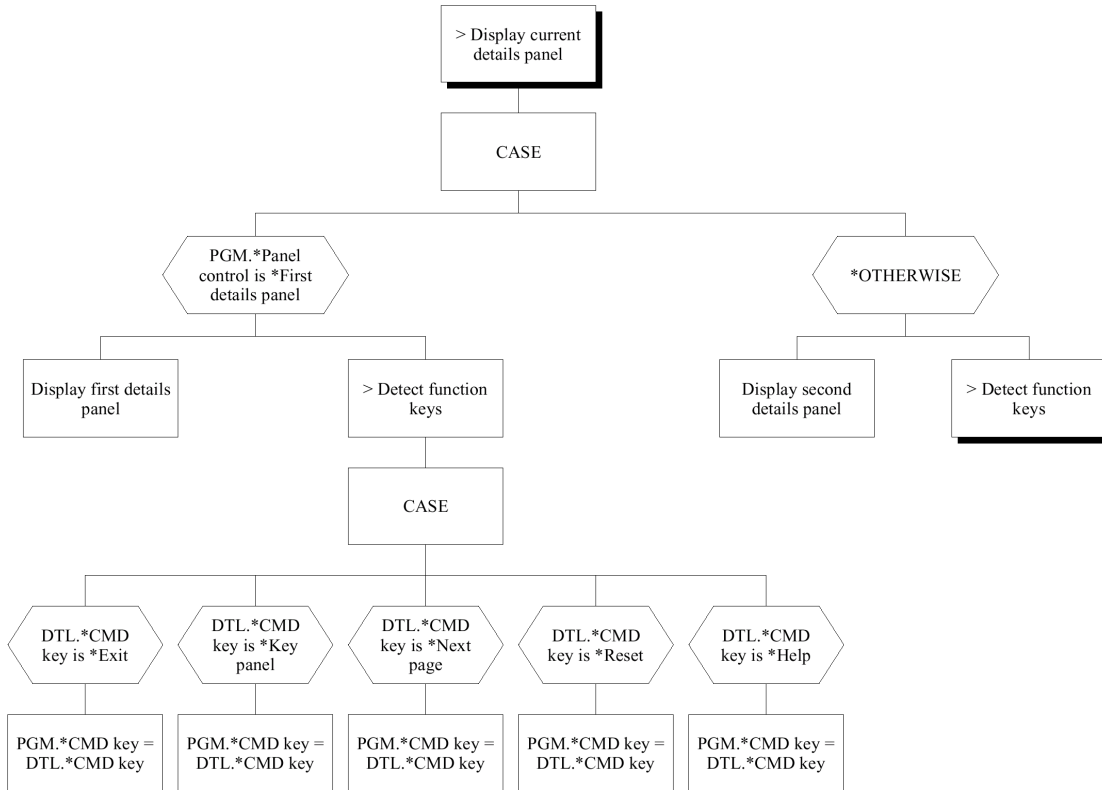 > Display current
details panel
CASE
PGM.*Panel
control is *First
details panel
*OTHERWISE
Display first details
panel
> Detect function
keys
Display second
details panel
> Detect function
keys
CASE
DTL.*CMD
key is *Exit
DTL.*CMD
key is *Key
panel
DTL.*CMD
key is *Next
page
DTL.*CMD
key is *Reset
DTL.*CMD
key is *Help
PGM.*CMD key =
DTL.*CMD key
PGM.*CMD key =
DTL.*CMD key
PGM.*CMD key =
DTL.*CMD key
PGM.*CMD key =
DTL.*CMD key
PGM.*CMD key =
DTL.*CMD key